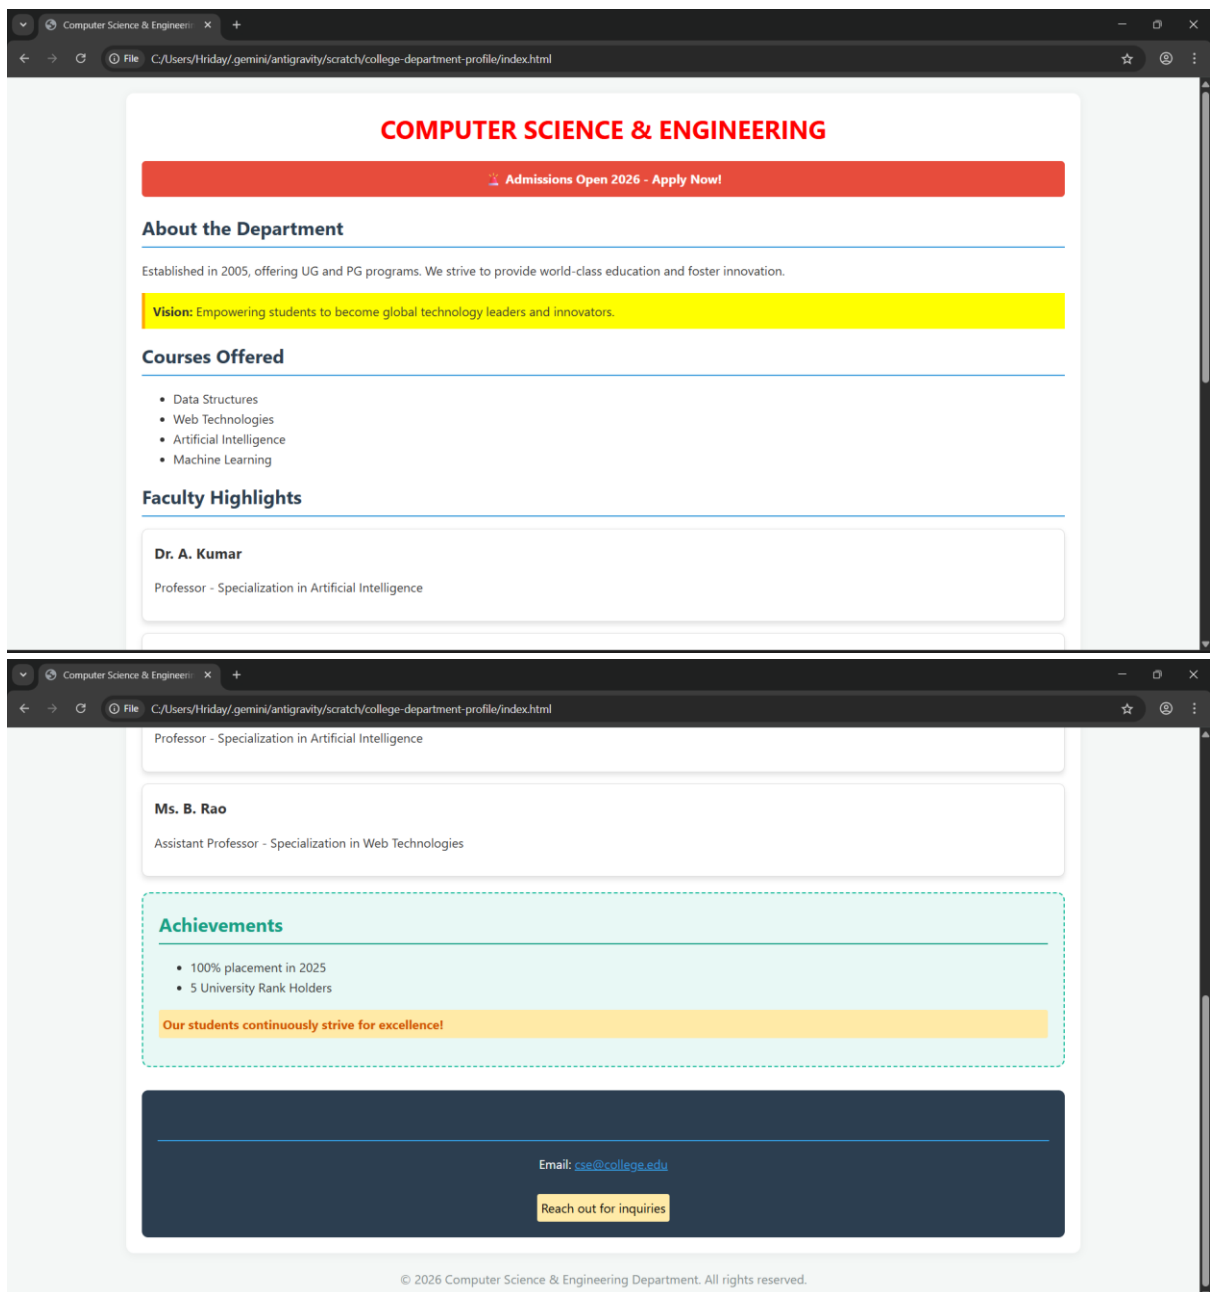 Computer Science & Engineerin
File C:/Users/Hriday/.gemini/antigravity/scratch/college-department-profile/index.html
COMPUTER SCIENCE & ENGINEERING
🚨 Admissions Open 2026 - Apply Now!
About the Department
Established in 2005, offering UG and PG programs. We strive to provide world-class education and foster innovation.
Vision: Empowering students to become global technology leaders and innovators.
Courses Offered
• Data Structures
• Web Technologies
• Artificial Intelligence
• Machine Learning
Faculty Highlights
Dr. A. Kumar
Professor - Specialization in Artificial Intelligence
Computer Science & Engineerin
File C:/Users/Hriday/.gemini/antigravity/scratch/college-department-profile/index.html
Professor - Specialization in Artificial Intelligence
Ms. B. Rao
Assistant Professor - Specialization in Web Technologies
Achievements
• 100% placement in 2025
• 5 University Rank Holders
Our students continuously strive for excellence!
Email: cse@college.edu
Reach out for inquiries
© 2026 Computer Science & Engineering Department. All rights reserved.